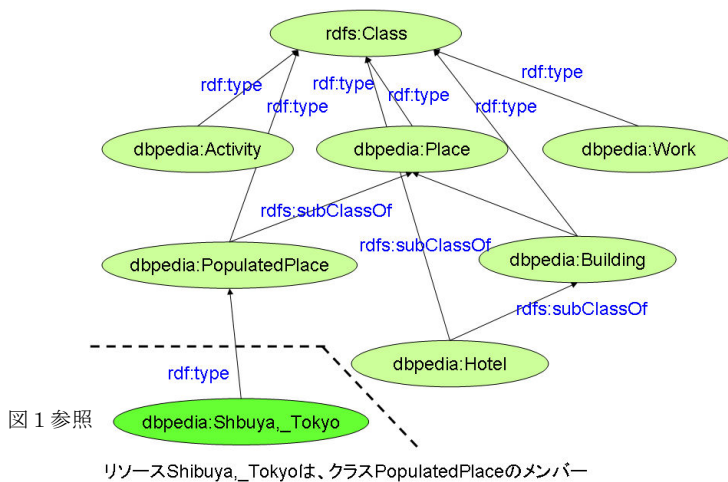 rdfs:Class
rdf:type
rdf:type
rdf:type
rdf:type
rdf:type
rdf:type
dbpedia:Activity
dbpedia:Place
dbpedia:Work
rdfs:subClassOf
rdfs:subClassOf
dbpedia:PopulatedPlace
dbpedia:Building
rdfs:subClassOf
rdf:type
dbpedia:Hotel
図1参照
dbpedia:Shbuya,_Tokyo
リソースShibuya,_Tokyoは、クラスPopulatedPlaceのメンバー